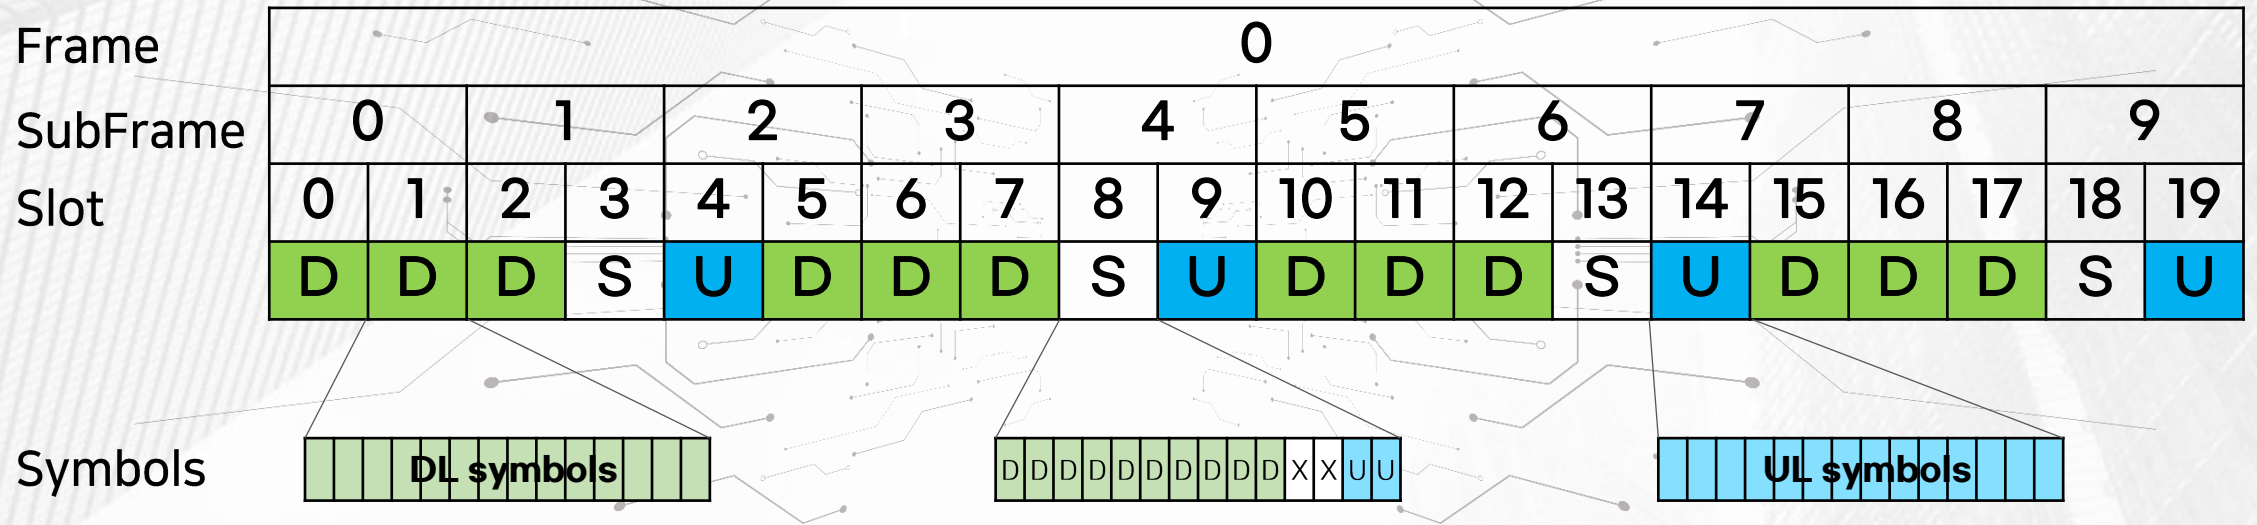 Frame 0
SubFrame 0 1 2 3 4 5 6 7 8 9
Slot 0 1 2 3 4 5 6 7 8 9 10 11 12 13 14 15 16 17 18 19
D D D S U D D D S U D D D S U D D D S U
Symbols DL symbols D D D D D D D D D D X X U U UL symbols